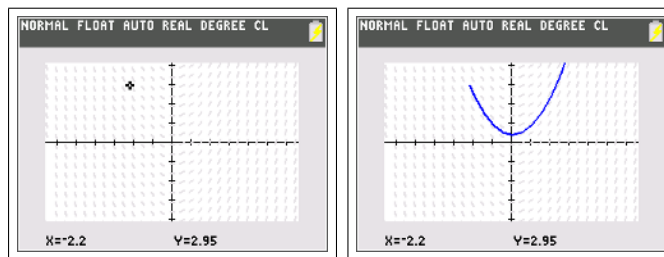 NORMAL FLOAT AUTO REAL DEGREE CL
X=-2.2 Y=2.95
NORMAL FLOAT AUTO REAL DEGREE CL
X=-2.2 Y=2.95